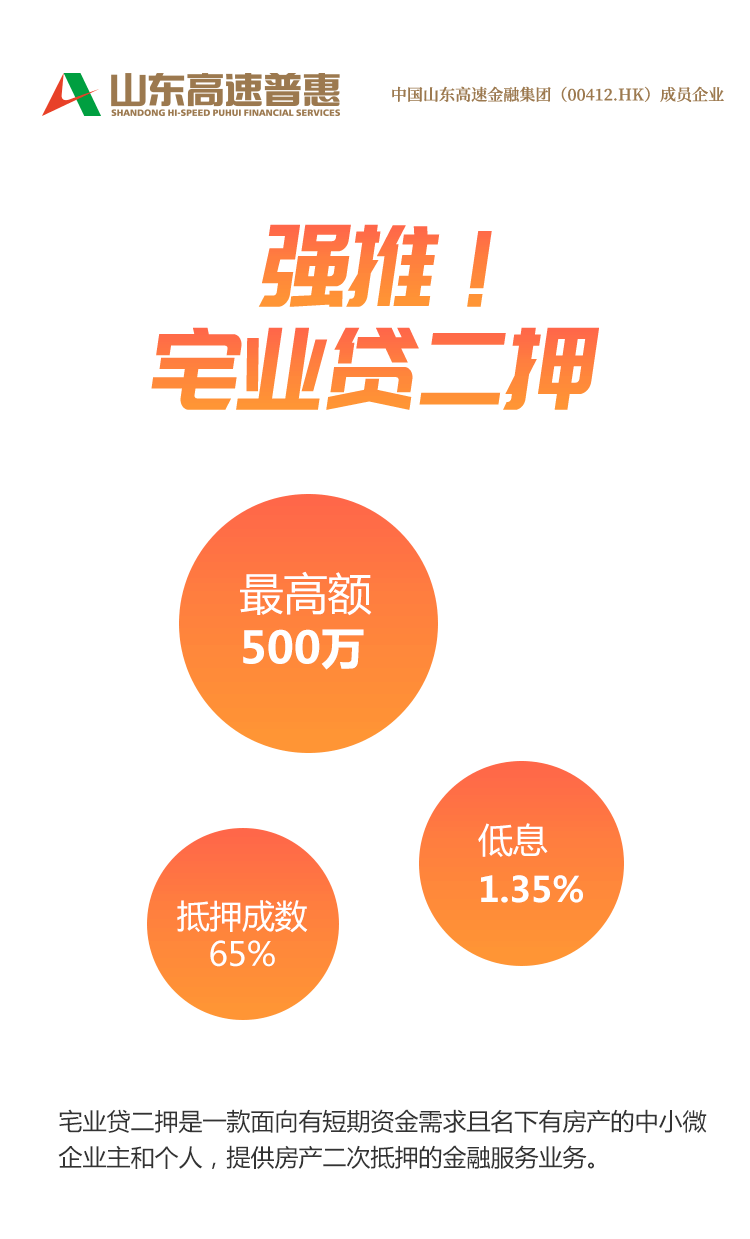 山东高速普惠
SHANDONG HI-SPEED PUHUI FINANCIAL SERVICES
中国山东高速金融集团（00412.HK）成员企业
强推！
宅业贷二押
最高额
500万
低息
1.35%
抵押成数
65%
宅业贷二押是一款面向有短期资金需求且名下有房产的中小微
企业主和个人，提供房产二次抵押的金融服务业务。